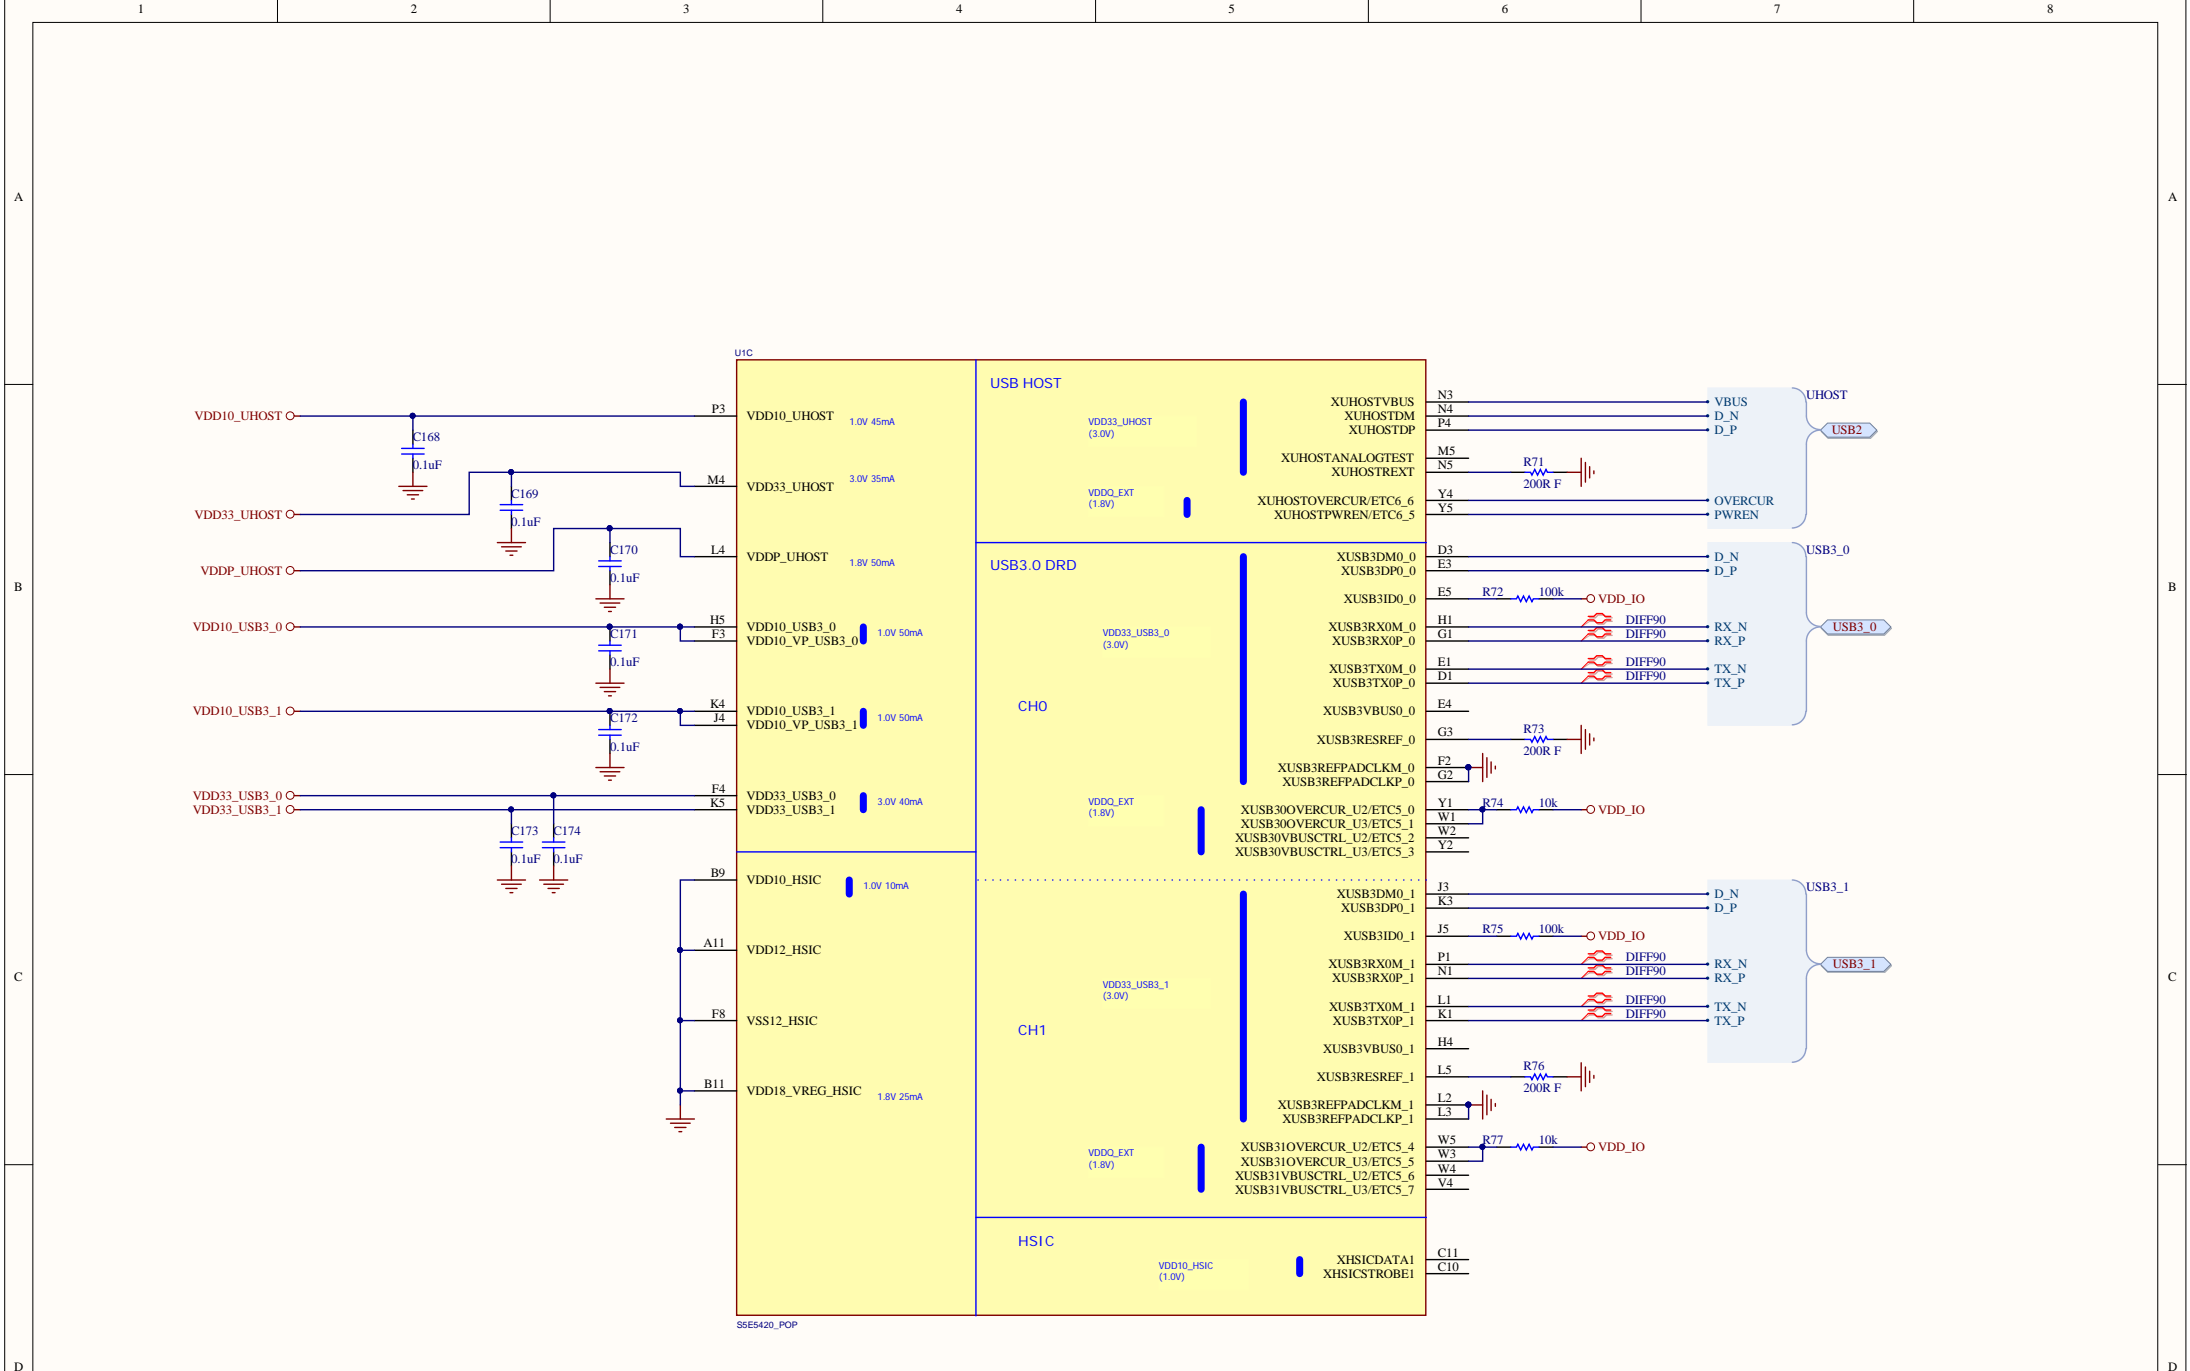 1 2 3 4 5 6 7 8
A A
B B
C C
D D
U1C
VDD10_UHOST
C168
0.1uF
VDD33_UHOST
C169
0.1uF
VDDP_UHOST
C170
0.1uF
VDD10_USB3_0
C171
0.1uF
VDD10_USB3_1
C172
0.1uF
VDD33_USB3_0
VDD33_USB3_1
C173 C174
0.1uF 0.1uF
P3 VDD10_UHOST 1.0V 45mA
M4 VDD33_UHOST 3.0V 35mA
L4 VDDP_UHOST 1.8V 50mA
H5 VDD10_USB3_0
F3 VDD10_VP_USB3_0
1.0V 50mA
K4 VDD10_USB3_1
J4 VDD10_VP_USB3_1
1.0V 50mA
F4 VDD33_USB3_0
K5 VDD33_USB3_1
3.0V 40mA
B9 VDD10_HSIC 1.0V 10mA
A11 VDD12_HSIC
F8 VSS12_HSIC
B11 VDD18_VREG_HSIC 1.8V 25mA
USB HOST
VDD33_UHOST
(3.0V)
VDDQ_EXT
(1.8V)
XUHOSTVBUS N3 VBUS
XUHOSTDM N4 D_N
XUHOSTDP P4 D_P
XUHOSTANALOGTEST M5
XUHOSTREXT N5 R71
200R F
XUHOSTOVERCUR/ETC6_6 Y4 OVERCUR
XUHOSTPWREN/ETC6_5 Y5 PWREN
UHOST
USB2
USB3.0 DRD
VDD33_USB3_0
(3.0V)
CH0
VDDQ_EXT
(1.8V)
XUSB3DM0_0 D3 D_N
XUSB3DP0_0 E3 D_P
XUSB3ID0_0 E5 R72 100k VDD_IO
XUSB3RX0M_0 H1 DIFF90 RX_N
XUSB3RX0P_0 G1 DIFF90 RX_P
XUSB3TX0M_0 E1 DIFF90 TX_N
XUSB3TX0P_0 D1 DIFF90 TX_P
XUSB3VBUS0_0 E4
XUSB3RESREF_0 G3 R73
200R F
XUSB3REFPADCLKM_0 F2
XUSB3REFPADCLKP_0 G2
XUSB30OVERCUR_U2/ETC5_0 Y1 R74 10k VDD_IO
XUSB30OVERCUR_U3/ETC5_1 W1
XUSB30VBUSCTRL_U2/ETC5_2 W2
XUSB30VBUSCTRL_U3/ETC5_3 Y2
USB3_0
USB3_0
VDD33_USB3_1
(3.0V)
CH1
VDDQ_EXT
(1.8V)
XUSB3DM0_1 J3 D_N
XUSB3DP0_1 K3 D_P
XUSB3ID0_1 J5 R75 100k VDD_IO
XUSB3RX0M_1 P1 DIFF90 RX_N
XUSB3RX0P_1 N1 DIFF90 RX_P
XUSB3TX0M_1 L1 DIFF90 TX_N
XUSB3TX0P_1 K1 DIFF90 TX_P
XUSB3VBUS0_1 H4
XUSB3RESREF_1 L5 R76
200R F
XUSB3REFPADCLKM_1 L2
XUSB3REFPADCLKP_1 L3
XUSB31OVERCUR_U2/ETC5_4 W5 R77 10k VDD_IO
XUSB31OVERCUR_U3/ETC5_5 W3
XUSB31VBUSCTRL_U2/ETC5_6 W4
XUSB31VBUSCTRL_U3/ETC5_7 V4
USB3_1
USB3_1
HSIC
VDD10_HSIC
(1.0V)
XHSICDATA1 C11
XHSICSTROBE1 C10
S5E5420_POP